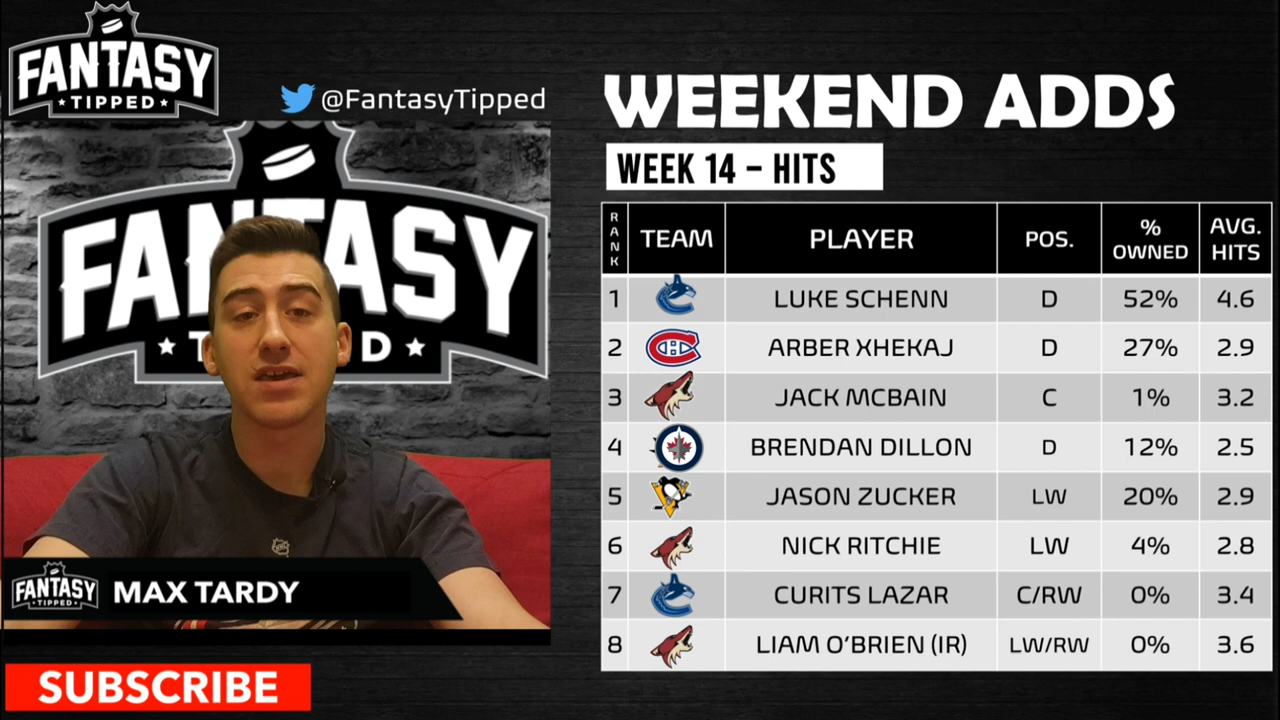 FANTASY
TIPPED
@FantasyTipped
WEEKEND ADDS
WEEK 14 – HITS
RANK TEAM PLAYER POS. % OWNED AVG. HITS
1 LUKE SCHENN D 52% 4.6
2 ARBER XHEKAJ D 27% 2.9
3 JACK MCBAIN C 1% 3.2
4 BRENDAN DILLON D 12% 2.5
5 JASON ZUCKER LW 20% 2.9
6 NICK RITCHIE LW 4% 2.8
7 CURITS LAZAR C/RW 0% 3.4
8 LIAM O'BRIEN (IR) LW/RW 0% 3.6
FANTASY
FANTASY
TIPPED
MAX TARDY
SUBSCRIBE